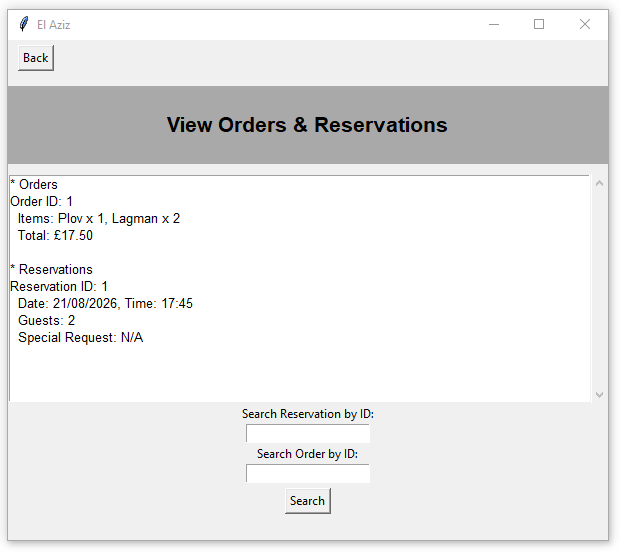 El Aziz
Back
View Orders & Reservations
* Orders
Order ID: 1
Items: Plov x 1, Lagman x 2
Total: £17.50
* Reservations
Reservation ID: 1
Date: 21/08/2026, Time: 17:45
Guests: 2
Special Request: N/A
Search Reservation by ID:
Search Order by ID:
Search